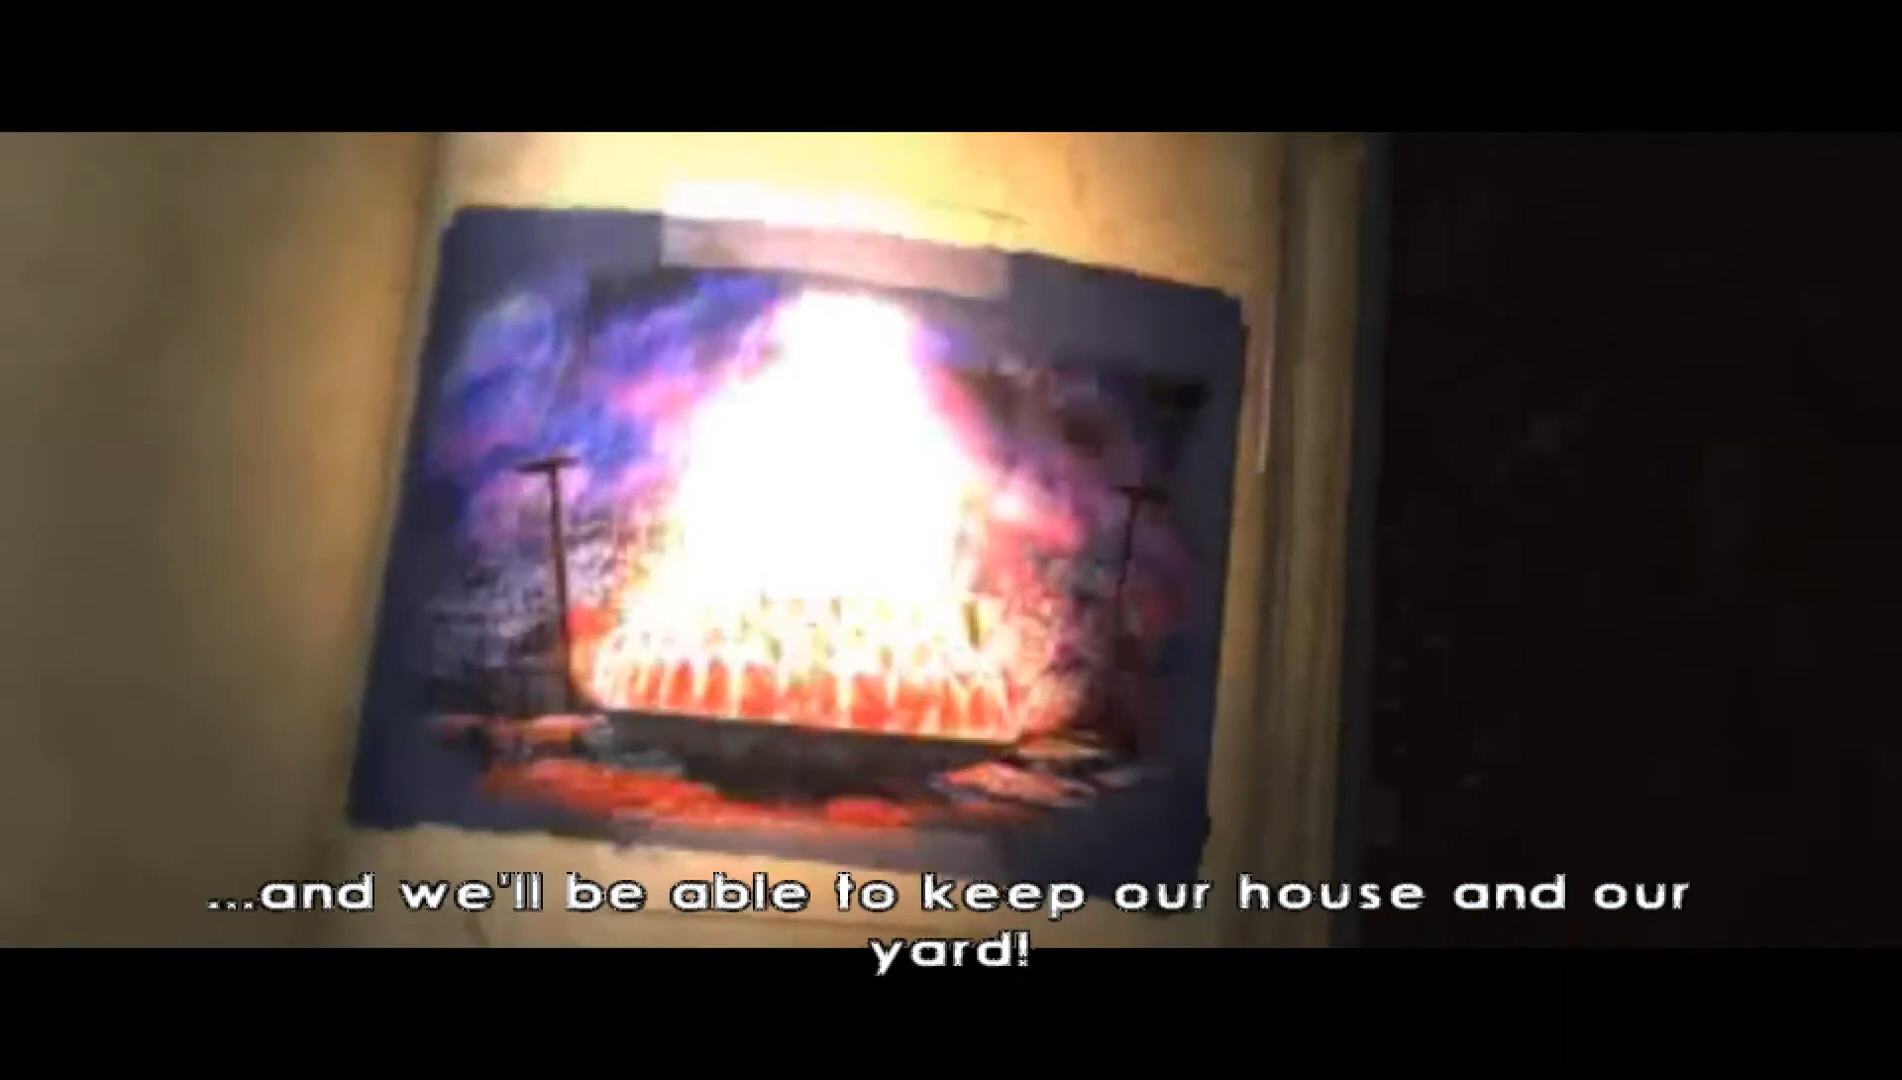 ...and we'll be able to keep our house and our
yard!